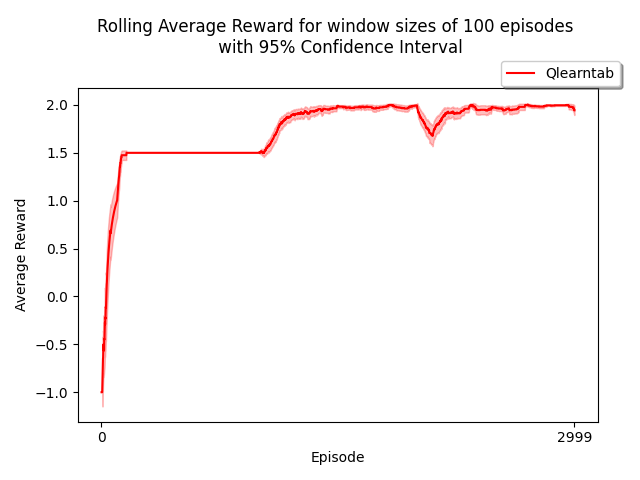 Rolling Average Reward for window sizes of 100 episodes
with 95% Confidence Interval
Qlearntab
2.0
1.5
1.0
0.5
0.0
−0.5
−1.0
Average Reward
0
2999
Episode